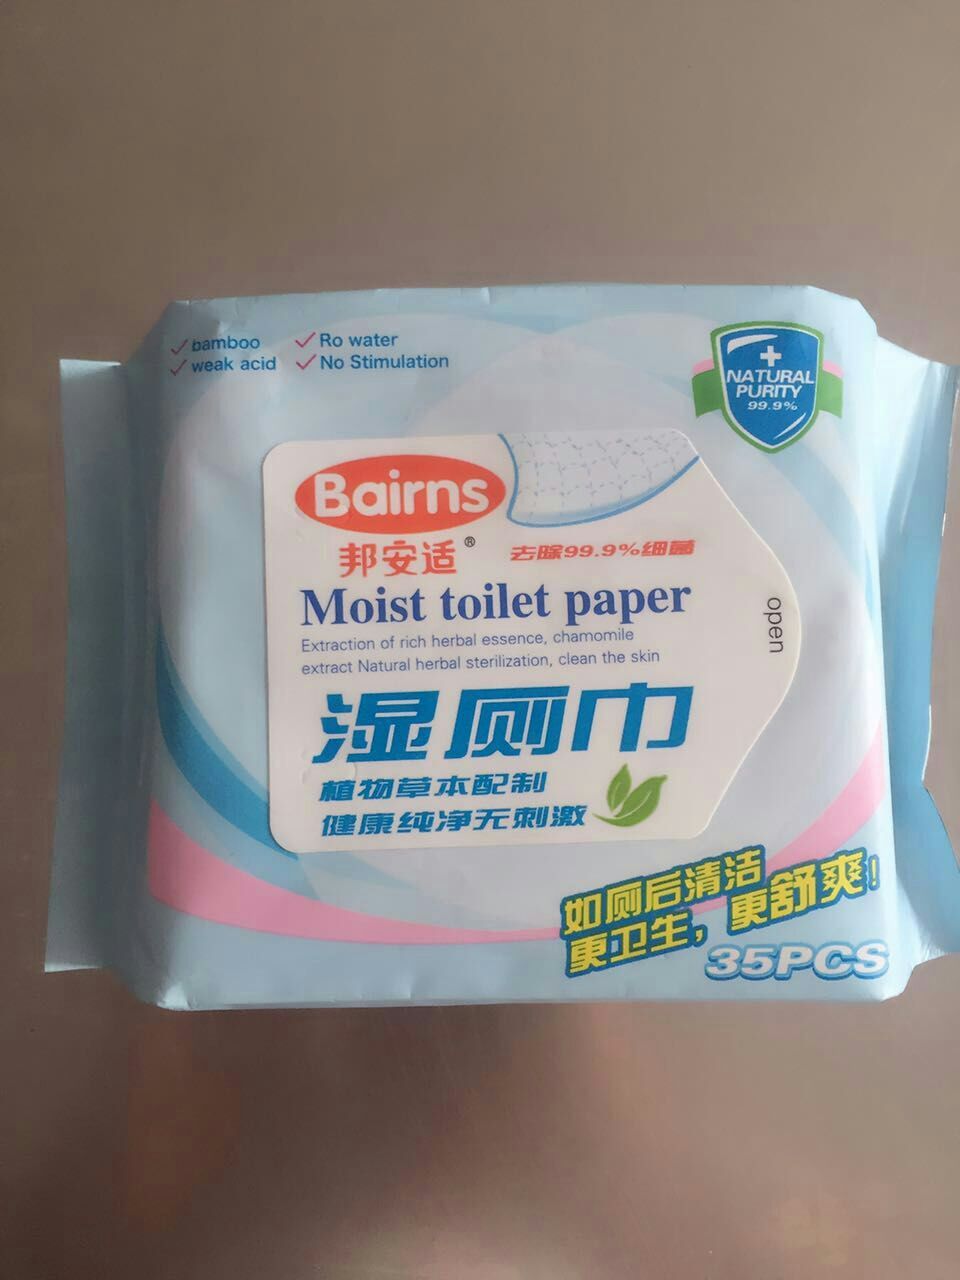 bamboo
Ro water
weak acid
No Stimulation
NATURAL
PURITY
99.9%
Bairns
邦安适®
去除99.9%细菌
Moist toilet paper
Extraction of rich herbal essence, chamomile
extract Natural herbal sterilization, clean the skin
open
湿厕巾
植物草本配制
健康纯净无刺激
如厕后清洁
更卫生，更舒爽！
35PCS